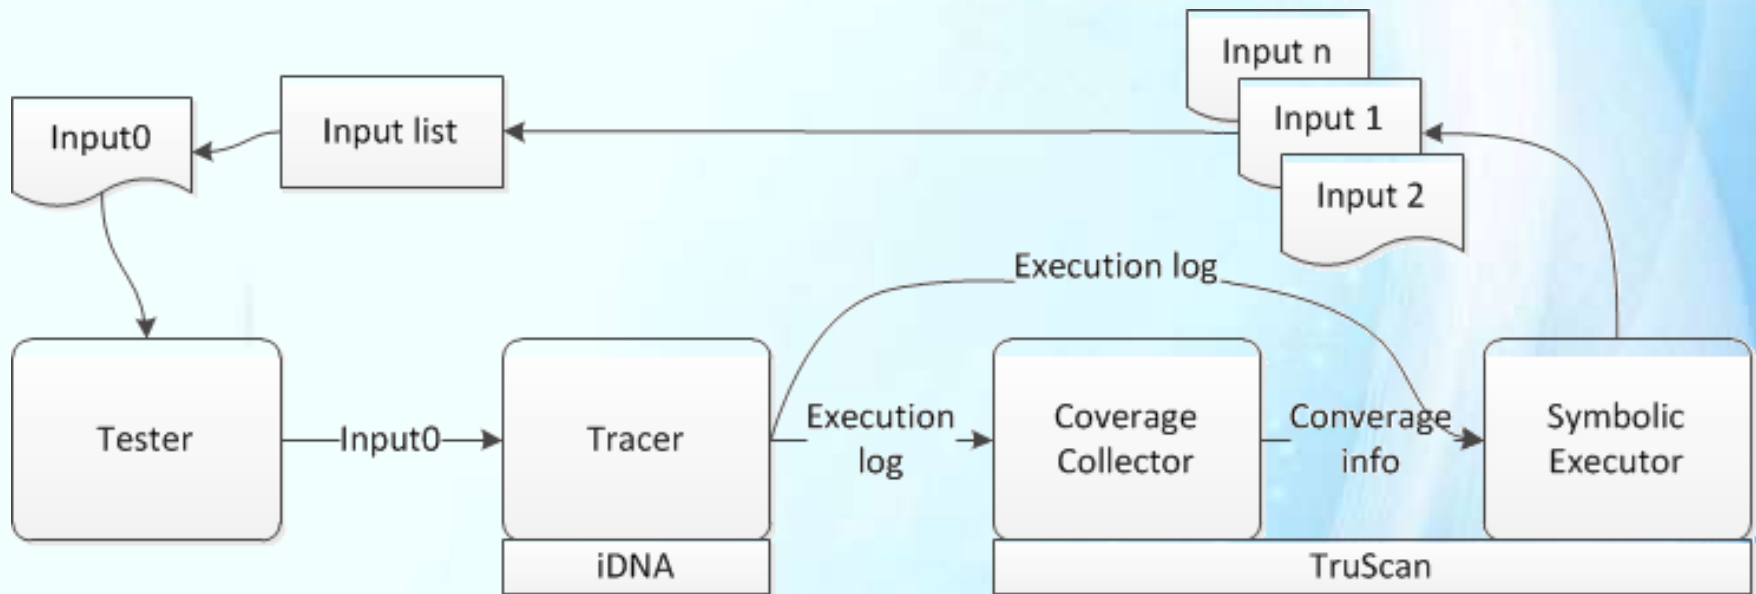 Input n
Input 1
Input 2
Input0
Input list
Execution log
Tester
Input0
Tracer
Execution
log
Coverage
Collector
Converage
info
Symbolic
Executor
iDNA
TruScan